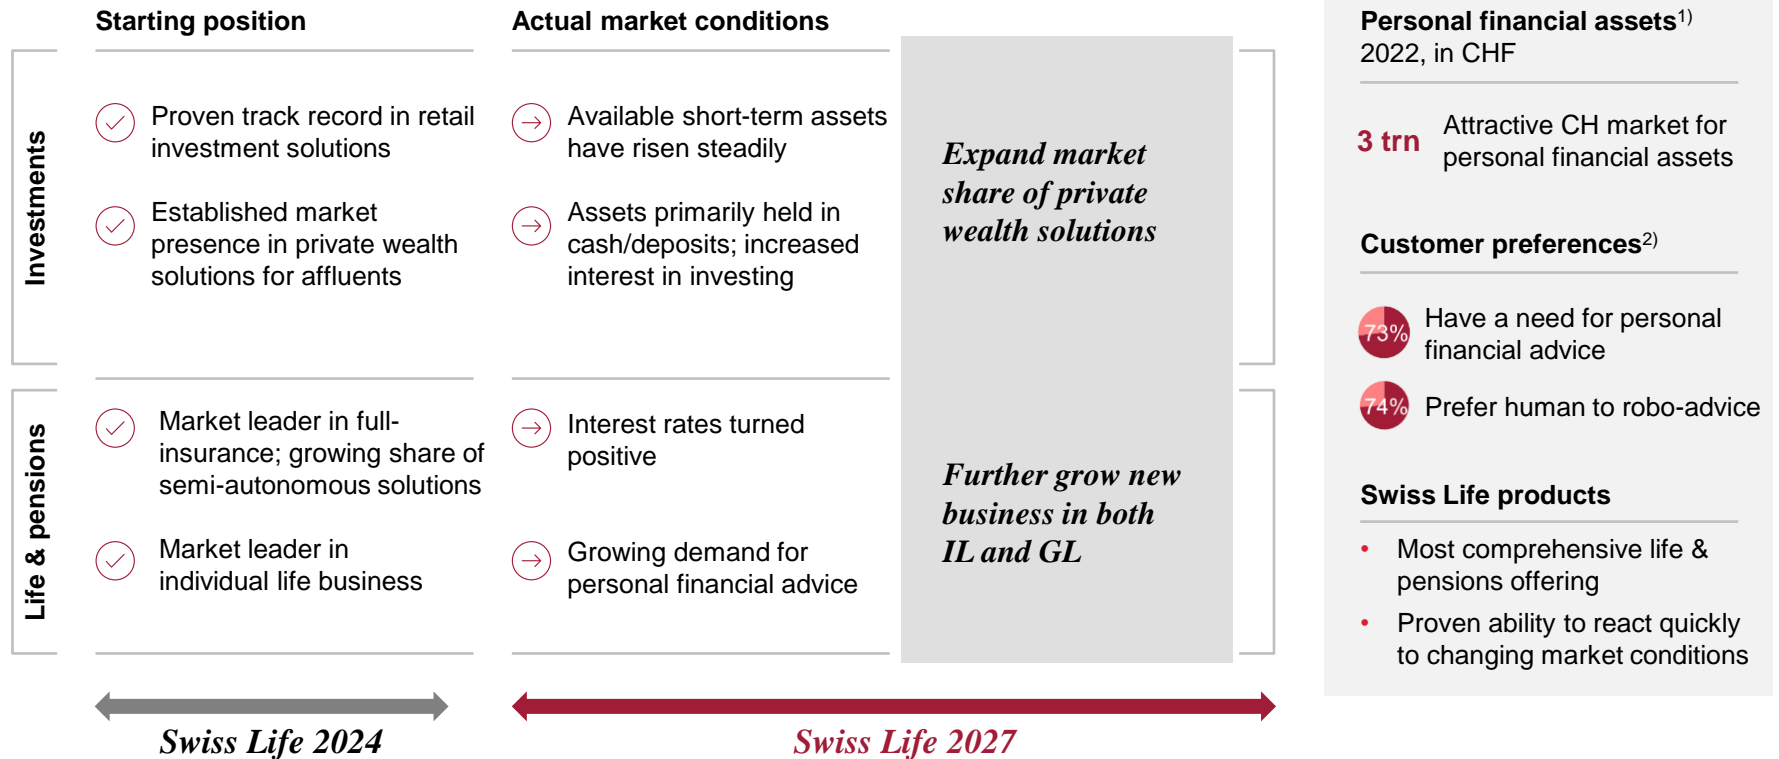 Starting position
Actual market conditions
Investments
Proven track record in retail
investment solutions
Established market
presence in private wealth
solutions for affluents
Available short-term assets
have risen steadily
Assets primarily held in
cash/deposits; increased
interest in investing
Expand market
share of private
wealth solutions
Life & pensions
Market leader in full-
insurance; growing share of
semi-autonomous solutions
Market leader in
individual life business
Interest rates turned
positive
Growing demand for
personal financial advice
Further grow new
business in both
IL and GL
Swiss Life 2024
Swiss Life 2027
Personal financial assets1)
2022, in CHF
3 trn
Attractive CH market for
personal financial assets
Customer preferences2)
73%
Have a need for personal
financial advice
74%
Prefer human to robo-advice
Swiss Life products
• Most comprehensive life &
pensions offering
• Proven ability to react quickly
to changing market conditions